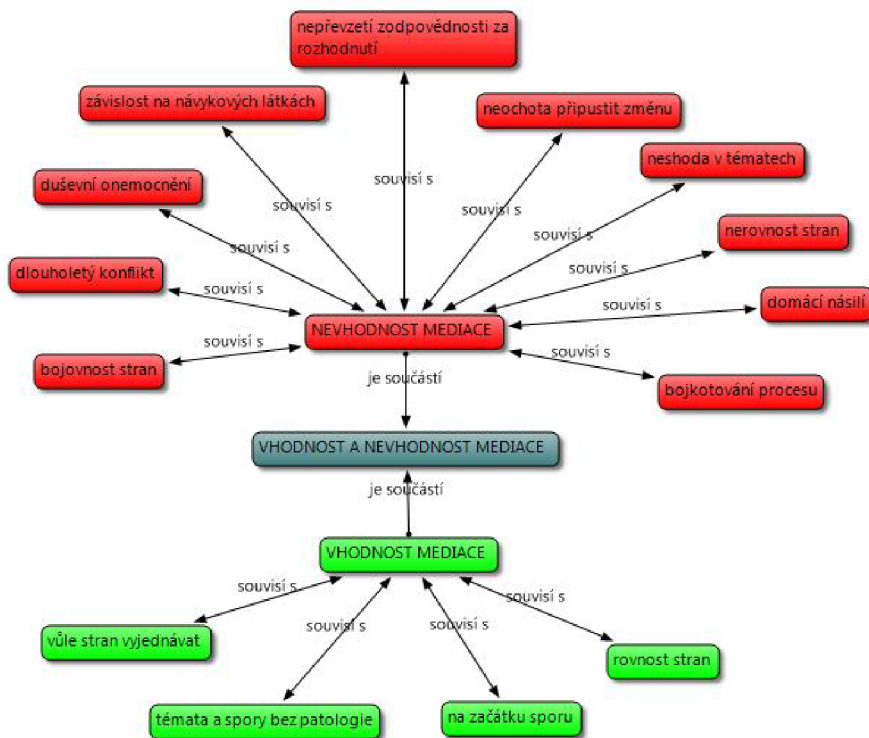 nepřevzetí zodpovědnosti za
rozhodnutí
závislost na návykových látkách
neochota připustit změnu
neshoda v tématech
duševní onemocnění
souvisí s
souvisí s
souvisí s
souvisí s
nerovnost stran
souvisí s
souvisí s
dlouholetý konflikt
souvisí s
souvisí s
domácí násilí
NEVHODNOST MEDIACE
bojovnost stran
souvisí s
souvisí s
bojkotování procesu
je součástí
VHODNOST A NEVHODNOST MEDIACE
je součástí
VHODNOST MEDIACE
souvisí s
souvisí s
souvisí s
souvisí s
vůle stran vyjednávat
rovnost stran
témata a spory bez patologie
na začátku sporu